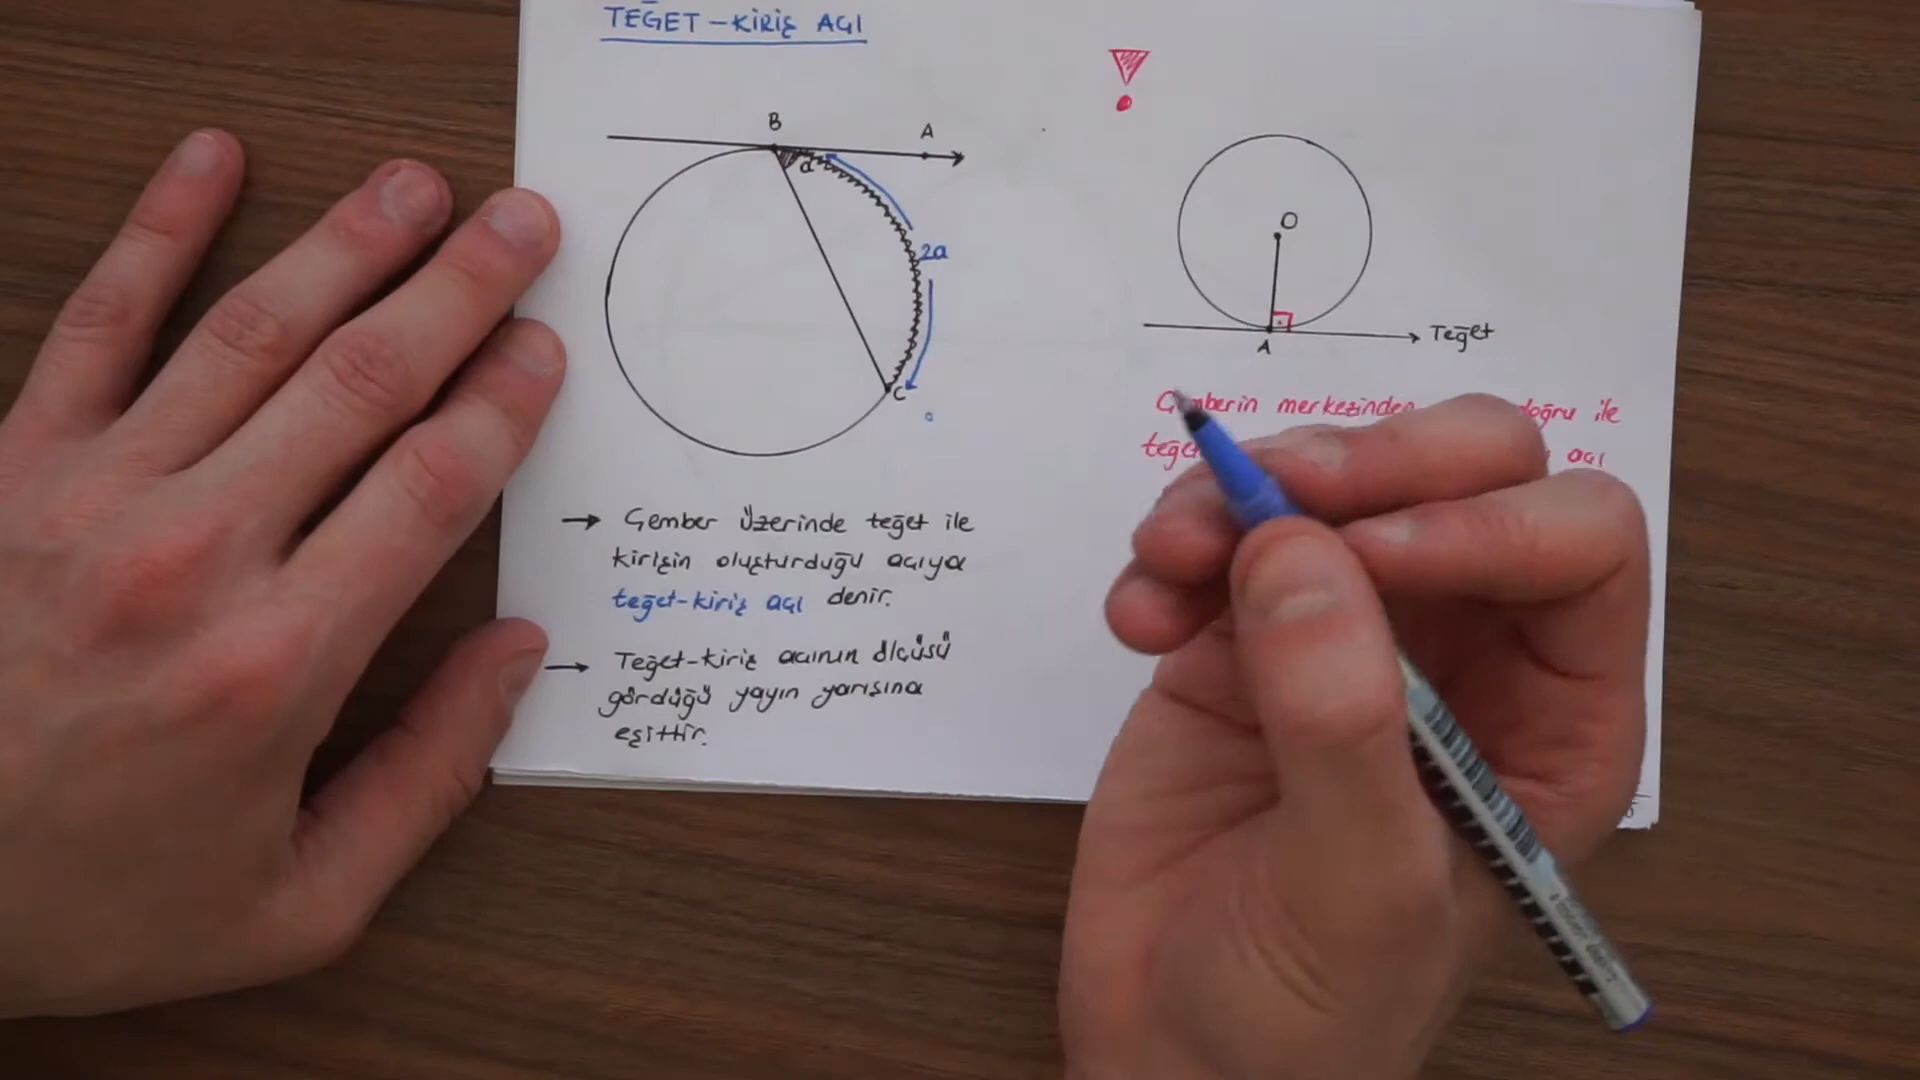 TEĞET-KİRİŞ AÇI
B
A
a
2a
C
O
A
Teğet
Çemberin merkezinden doğru ile
açı
→ Çember üzerinde teğet ile
kirişin oluşturduğu açıya
teğet-kiriş açı denir.
→ Teğet-kiriş açının ölçüsü
gördüğü yayın yarısına
eşittir.